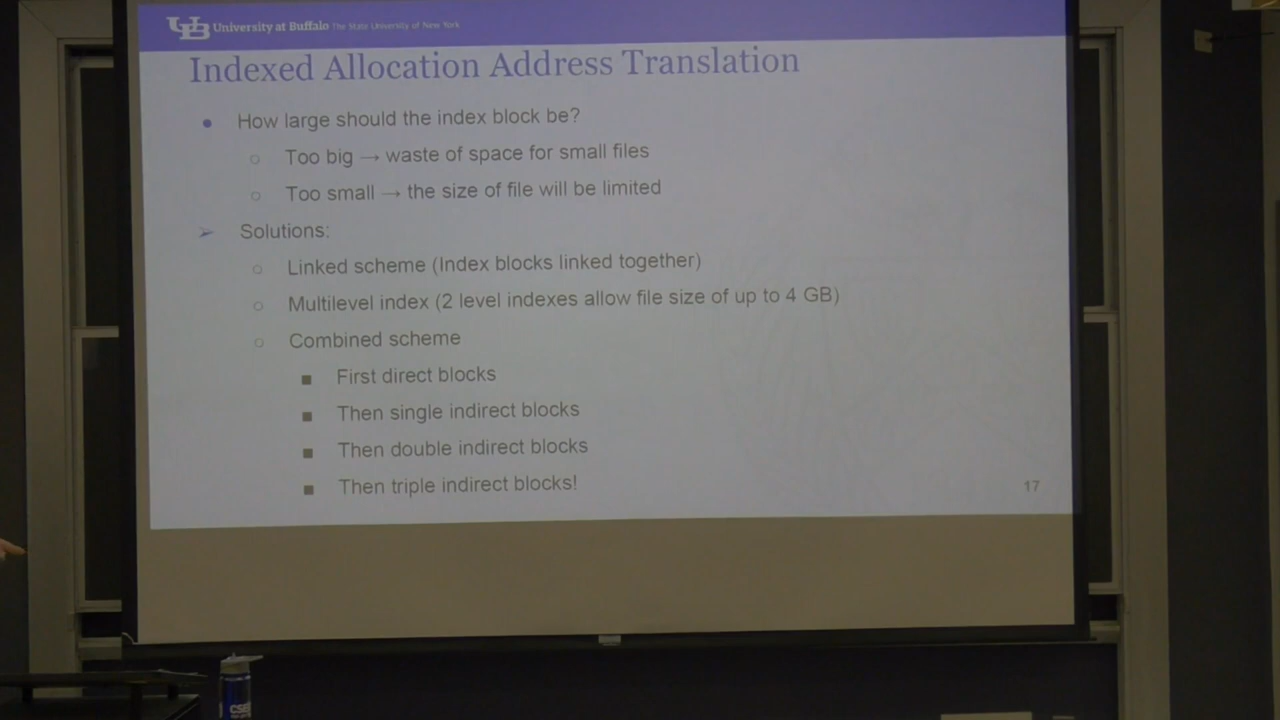 UB University at Buffalo The State University of New York
Indexed Allocation Address Translation
● How large should the index block be?
○ Too big → waste of space for small files
○ Too small → the size of file will be limited
➢ Solutions:
○ Linked scheme (Index blocks linked together)
○ Multilevel index (2 level indexes allow file size of up to 4 GB)
○ Combined scheme
■ First direct blocks
■ Then single indirect blocks
■ Then double indirect blocks
■ Then triple indirect blocks!
17
CSE